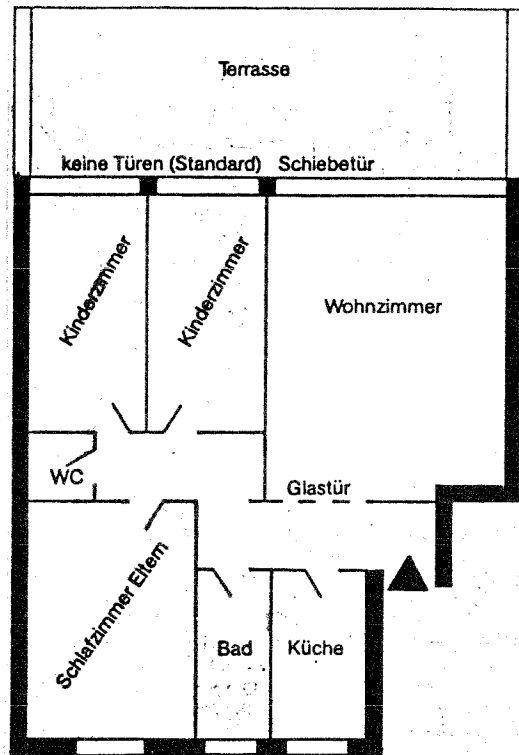 Terrasse
keine Türen (Standard) Schiebetür
Kinderzimmer
Kinderzimmer
Wohnzimmer
WC
Glastür
Schlafzimmer Eltern
Bad
Küche